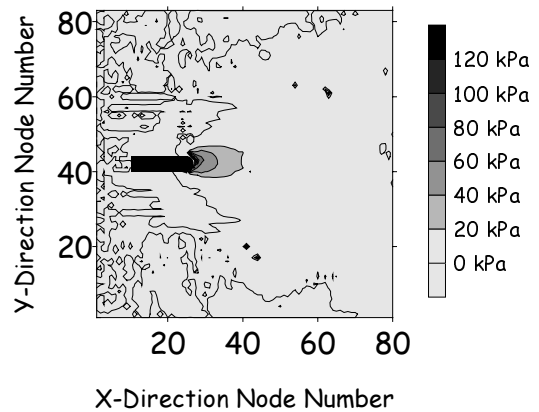 Y-Direction Node Number
80
60
40
20
20 40 60 80
X-Direction Node Number
120 kPa
100 kPa
80 kPa
60 kPa
40 kPa
20 kPa
0 kPa